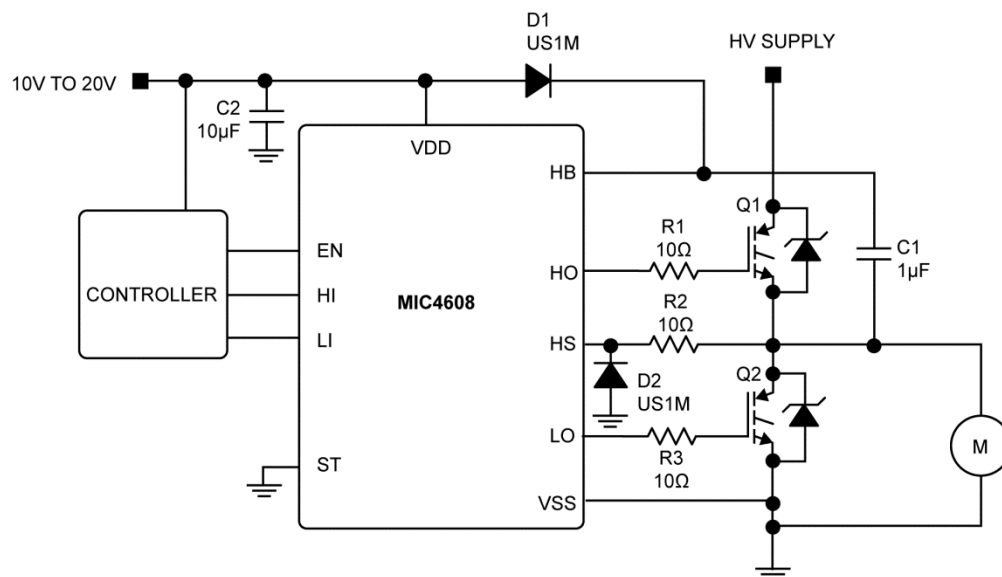 D1
US1M
HV SUPPLY
10V TO 20V
C2
10µF
VDD
HB
Q1
R1
10Ω
C1
1µF
EN
HO
CONTROLLER
HI
MIC4608
R2
10Ω
LI
HS
Q2
D2
US1M
LO
M
ST
R3
10Ω
VSS